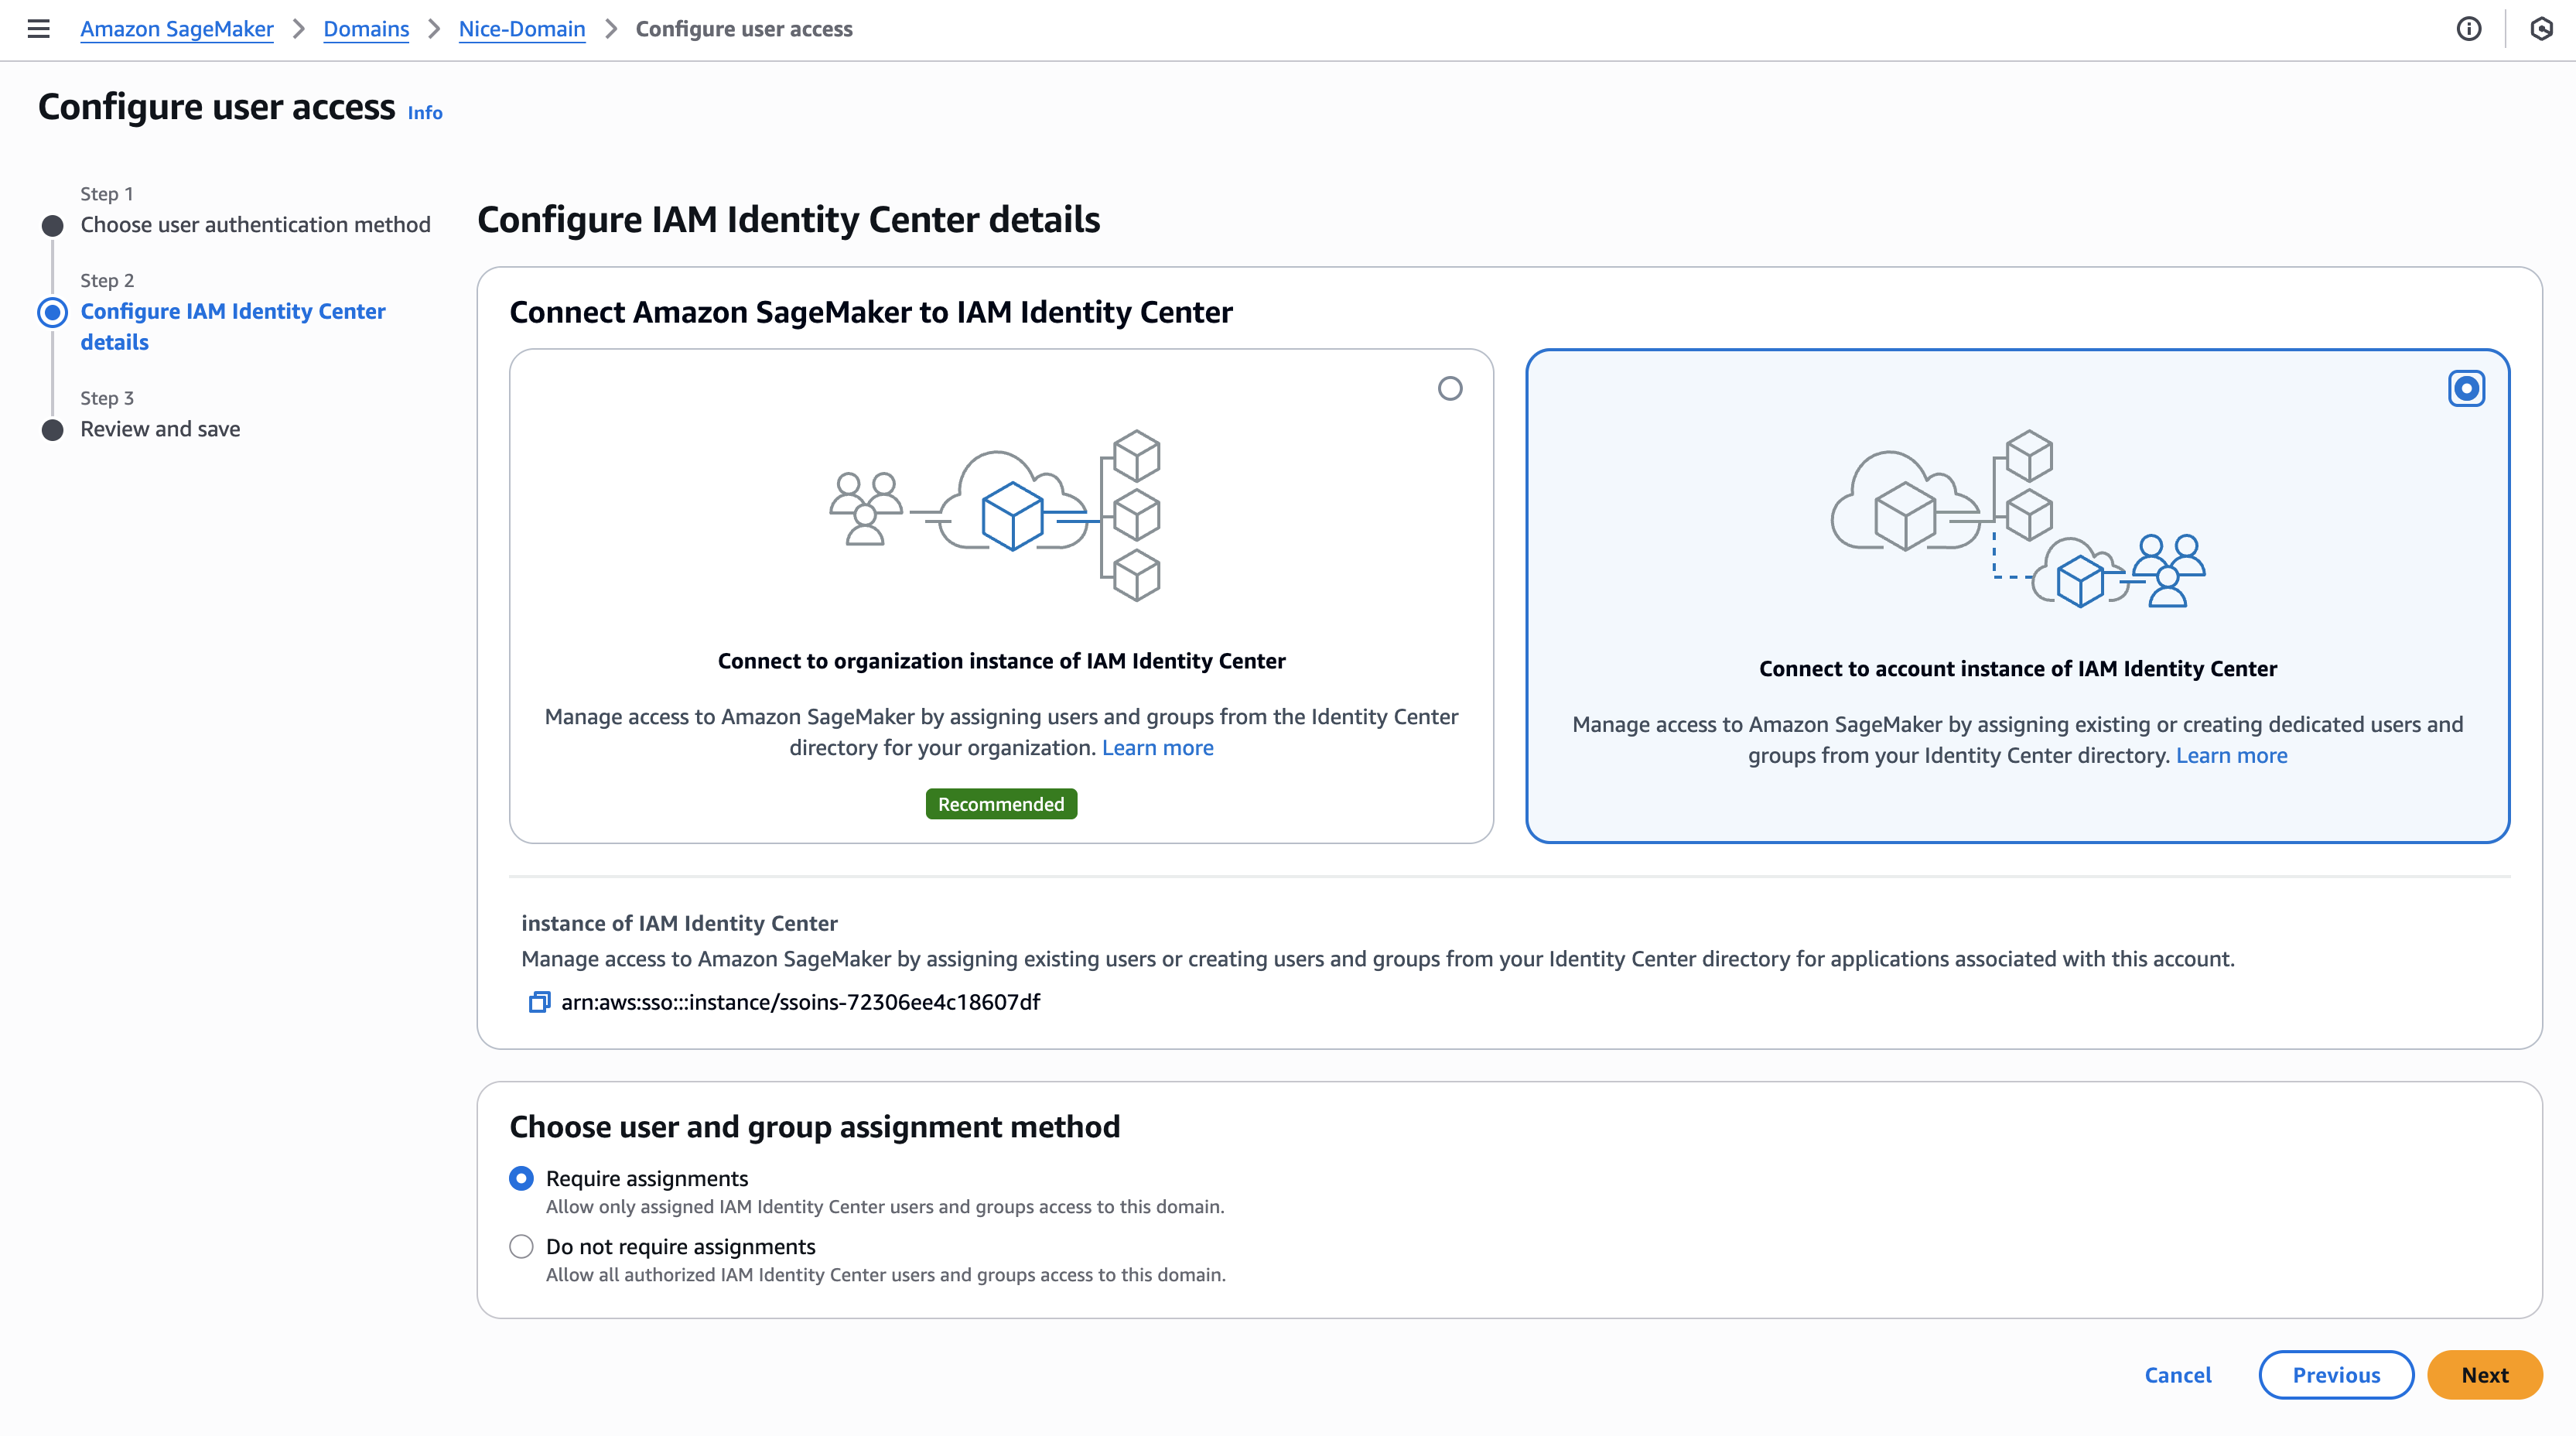 Amazon SageMaker > Domains > Nice-Domain > Configure user access
Configure user access Info
Step 1
Choose user authentication method
Step 2
Configure IAM Identity Center
details
Step 3
Review and save
Configure IAM Identity Center details
Connect Amazon SageMaker to IAM Identity Center
Connect to organization instance of IAM Identity Center
Manage access to Amazon SageMaker by assigning users and groups from the Identity Center
directory for your organization. Learn more
Recommended
Connect to account instance of IAM Identity Center
Manage access to Amazon SageMaker by assigning existing or creating dedicated users and
groups from your Identity Center directory. Learn more
instance of IAM Identity Center
Manage access to Amazon SageMaker by assigning existing users or creating users and groups from your Identity Center directory for applications associated with this account.
arn:aws:sso:::instance/ssoins-72306ee4c18607df
Choose user and group assignment method
Require assignments
Allow only assigned IAM Identity Center users and groups access to this domain.
Do not require assignments
Allow all authorized IAM Identity Center users and groups access to this domain.
Cancel Previous Next